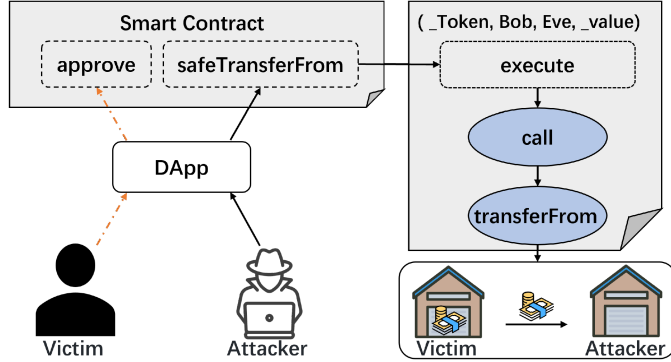 Smart Contract
approve
safeTransferFrom
( _Token, Bob, Eve, _value)
execute
call
transferFrom
DApp
Victim
Attacker
Victim
Attacker